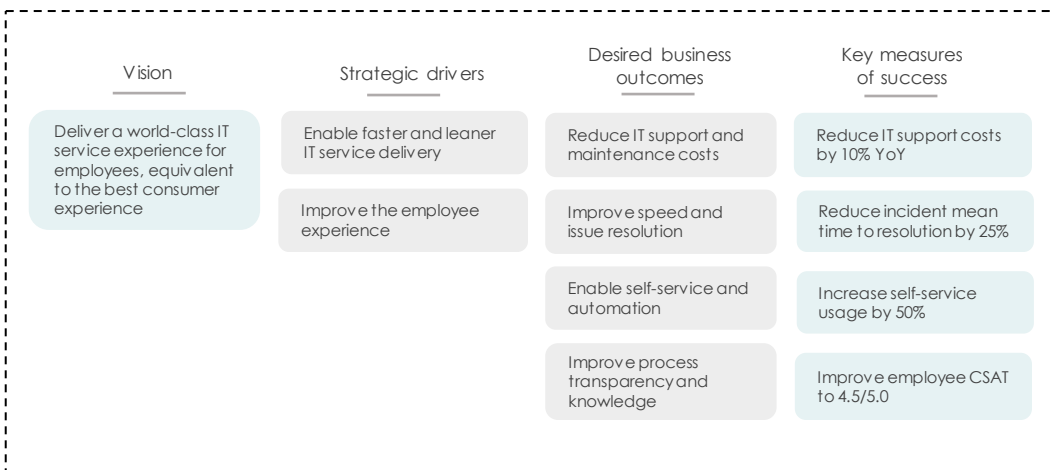 Vision
Deliver a world-class IT
service experience for
employees, equivalent
to the best consumer
experience
Strategic drivers
Enable faster and leaner
IT service delivery
Improve the employee
experience
Desired business
outcomes
Reduce IT support and
maintenance costs
Improve speed and
issue resolution
Enable self-service and
automation
Improve process
transparency and
knowledge
Key measures
of success
Reduce IT support costs
by 10% YoY
Reduce incident mean
time to resolution by 25%
Increase self-service
usage by 50%
Improve employee CSAT
to 4.5/5.0